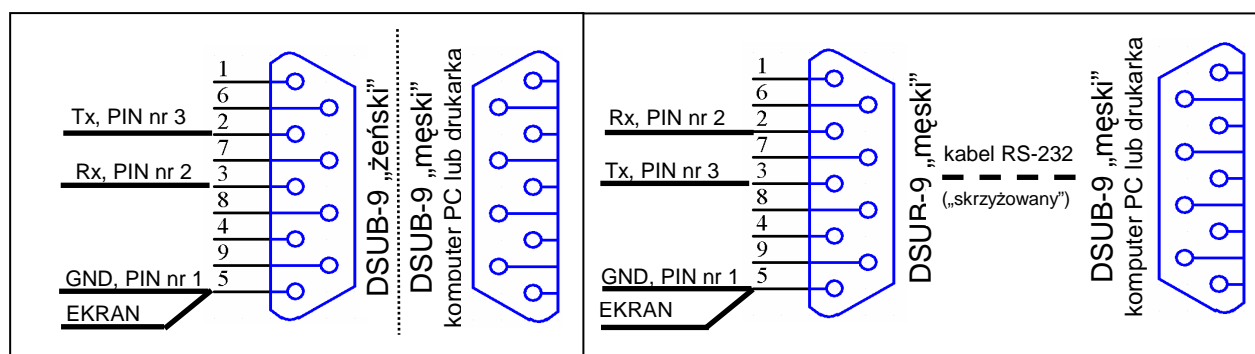 1
6
Tx, PIN nr 3
2
7
Rx, PIN nr 2
3
8
4
9
GND, PIN nr 1
5
EKRAN
DSUB-9 „żeński”
DSUB-9 „męski”
komputer PC lub drukarka
1
6
Rx, PIN nr 2
2
7
Tx, PIN nr 3
3
8
4
9
GND, PIN nr 1
5
EKRAN
DSUB-9 „męski”
kabel RS-232
(„skrzyżowany”)
DSUB-9 „męski”
komputer PC lub drukarka